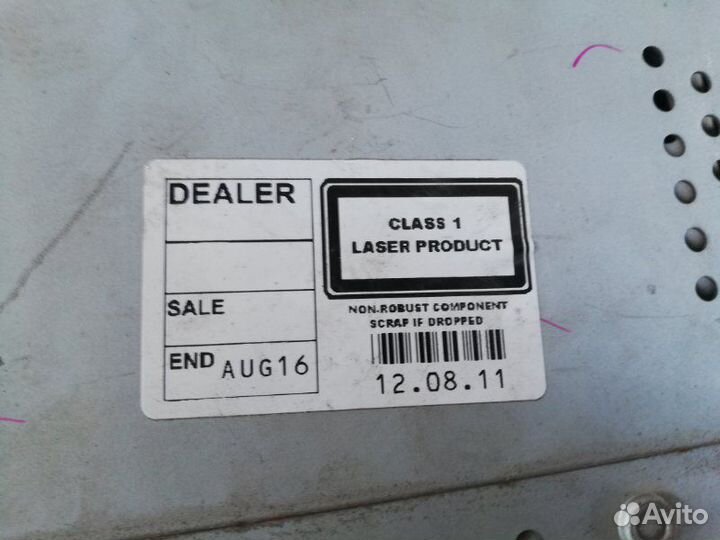 DEALER
SALE
END AUG16
CLASS 1
LASER PRODUCT
NON-ROBUST COMPONENT
SCRAP IF DROPPED
12.08.11
Avito